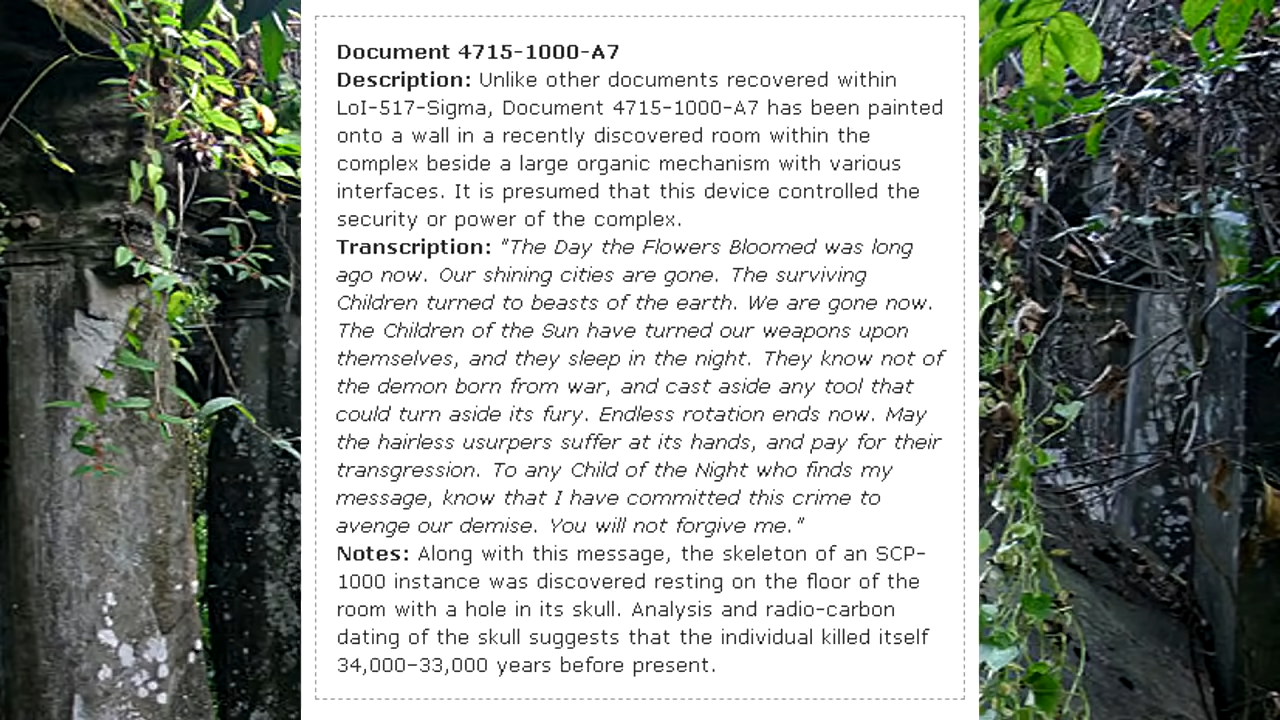 Document 4715-1000-A7
Description: Unlike other documents recovered within
LoI-517-Sigma, Document 4715-1000-A7 has been painted
onto a wall in a recently discovered room within the
complex beside a large organic mechanism with various
interfaces. It is presumed that this device controlled the
security or power of the complex.
Transcription: "The Day the Flowers Bloomed was long
ago now. Our shining cities are gone. The surviving
Children turned to beasts of the earth. We are gone now.
The Children of the Sun have turned our weapons upon
themselves, and they sleep in the night. They know not of
the demon born from war, and cast aside any tool that
could turn aside its fury. Endless rotation ends now. May
the hairless usurpers suffer at its hands, and pay for their
transgression. To any Child of the Night who finds my
message, know that I have committed this crime to
avenge our demise. You will not forgive me."
Notes: Along with this message, the skeleton of an SCP-
1000 instance was discovered resting on the floor of the
room with a hole in its skull. Analysis and radio-carbon
dating of the skull suggests that the individual killed itself
34,000–33,000 years before present.